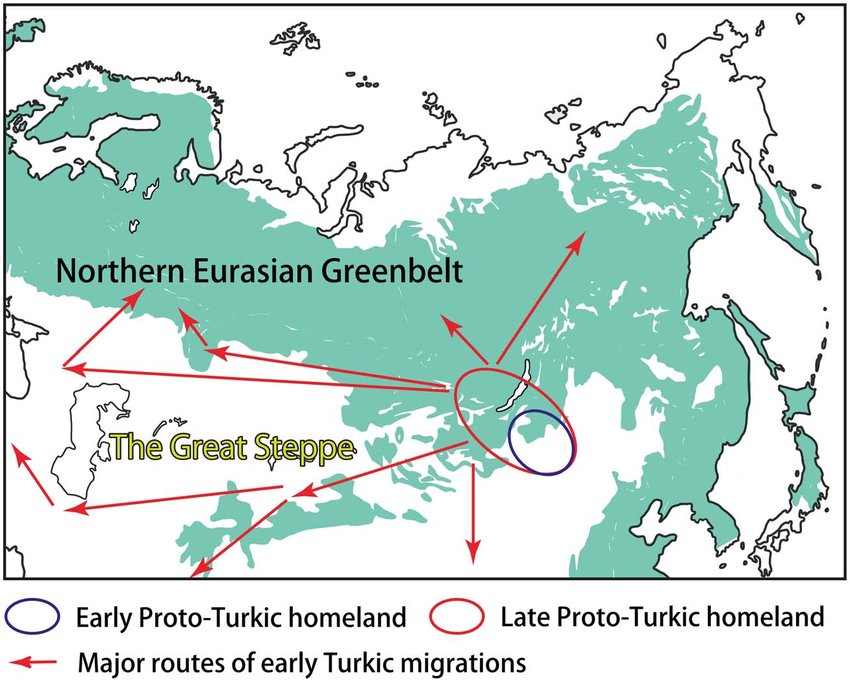 Northern Eurasian Greenbelt
The Great Steppe
Early Proto-Turkic homeland
Late Proto-Turkic homeland
Major routes of early Turkic migrations